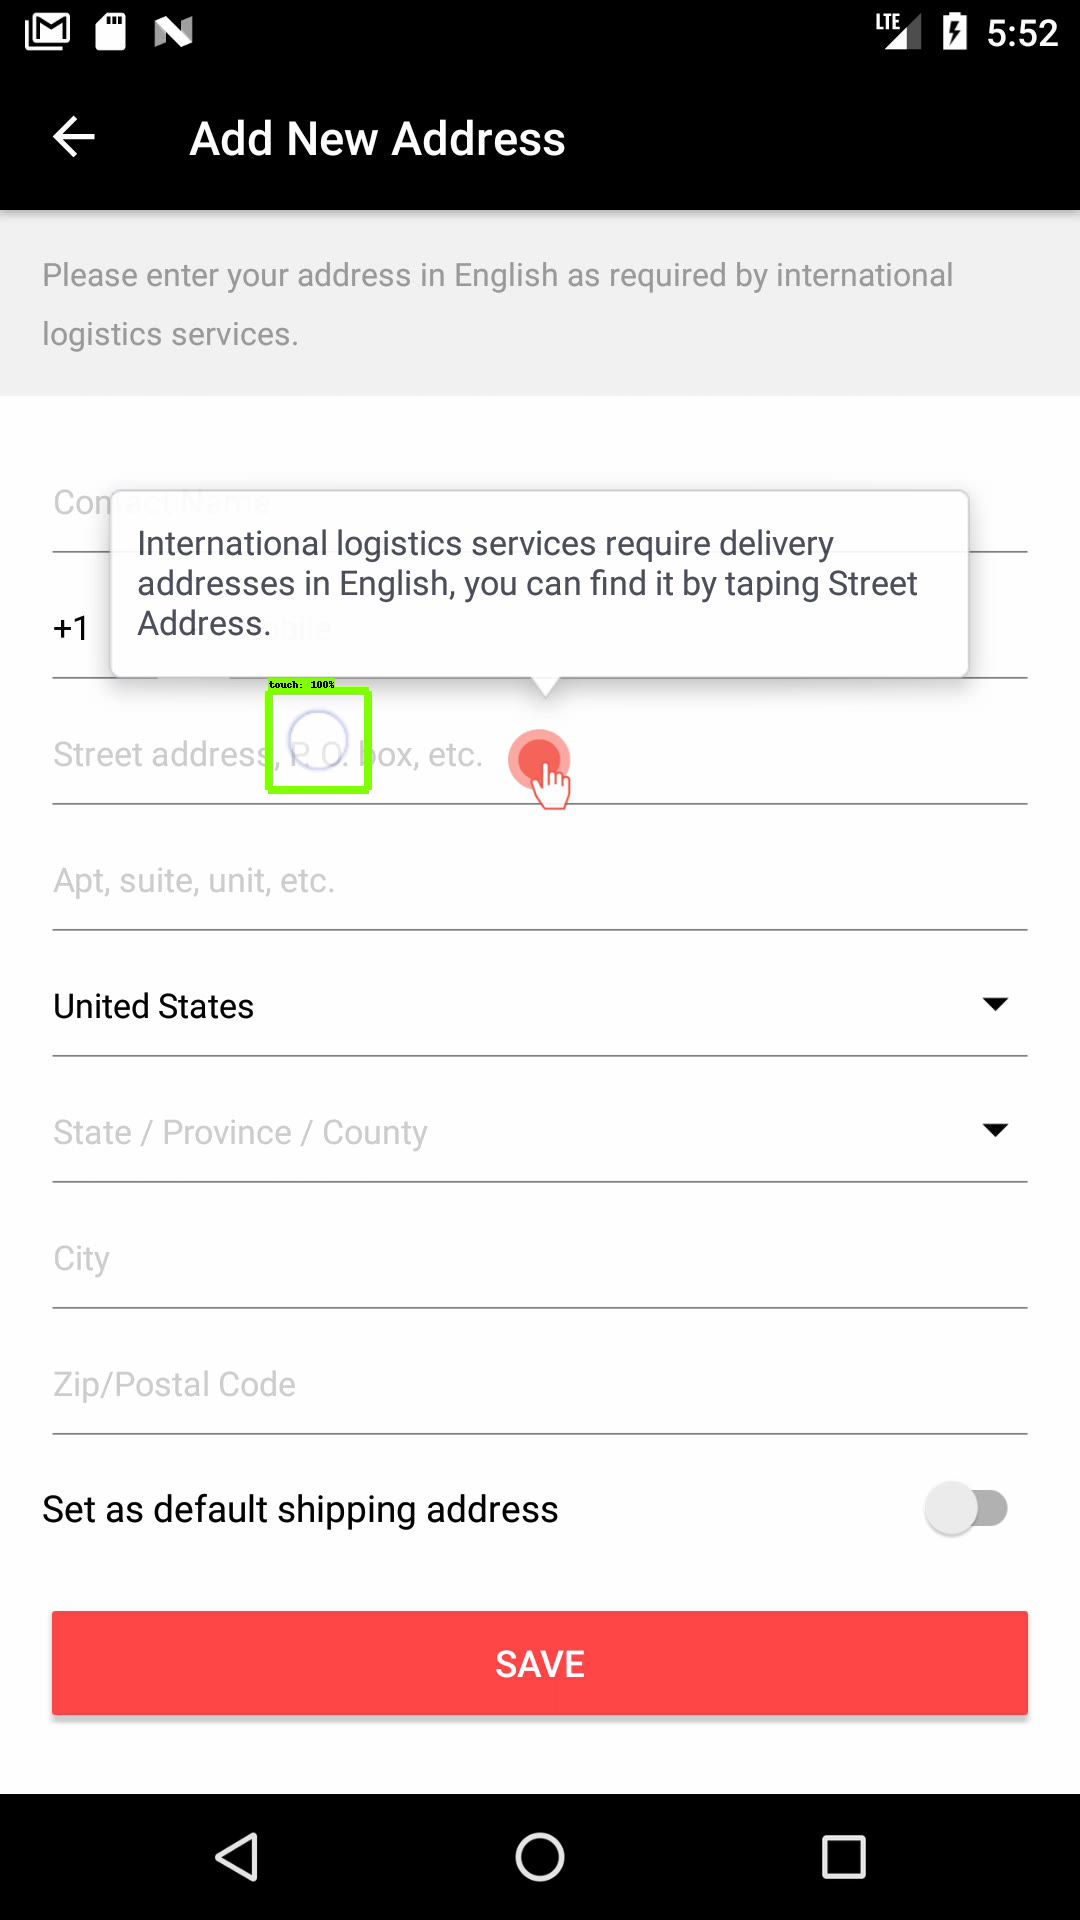 LTE 5:52
Add New Address
Please enter your address in English as required by international
logistics services.
Contact Name
International logistics services require delivery
addresses in English, you can find it by taping Street
Address.
+1
touch: 100%
Street address, P. O. box, etc.
Apt, suite, unit, etc.
United States
State / Province / County
City
Zip/Postal Code
Set as default shipping address
SAVE